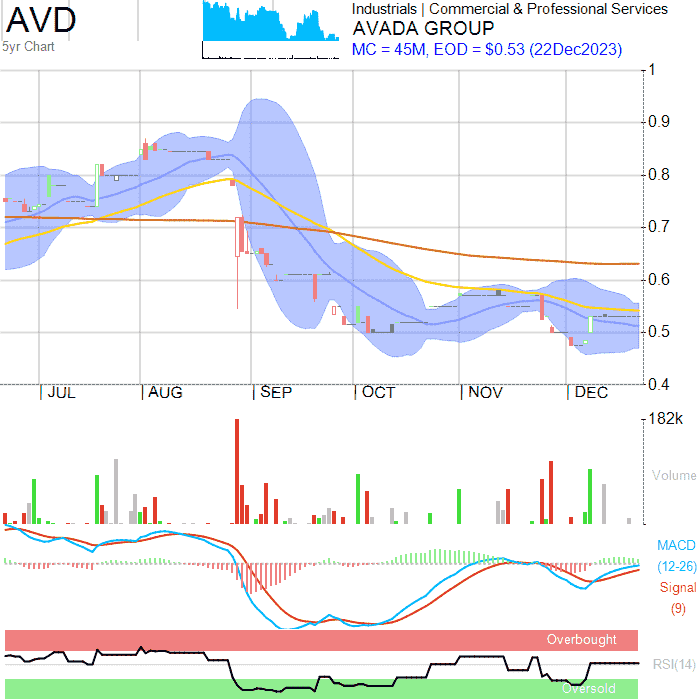 AVD
5yr Chart
Industrials | Commercial & Professional Services
AVADA GROUP
MC = 45M, EOD = $0.53 (22Dec2023)
1
0.9
0.8
0.7
0.6
0.5
0.4
JUL
AUG
SEP
OCT
NOV
DEC
182k
Volume
MACD
(12-26)
Signal
(9)
Overbought
RSI(14)
Oversold